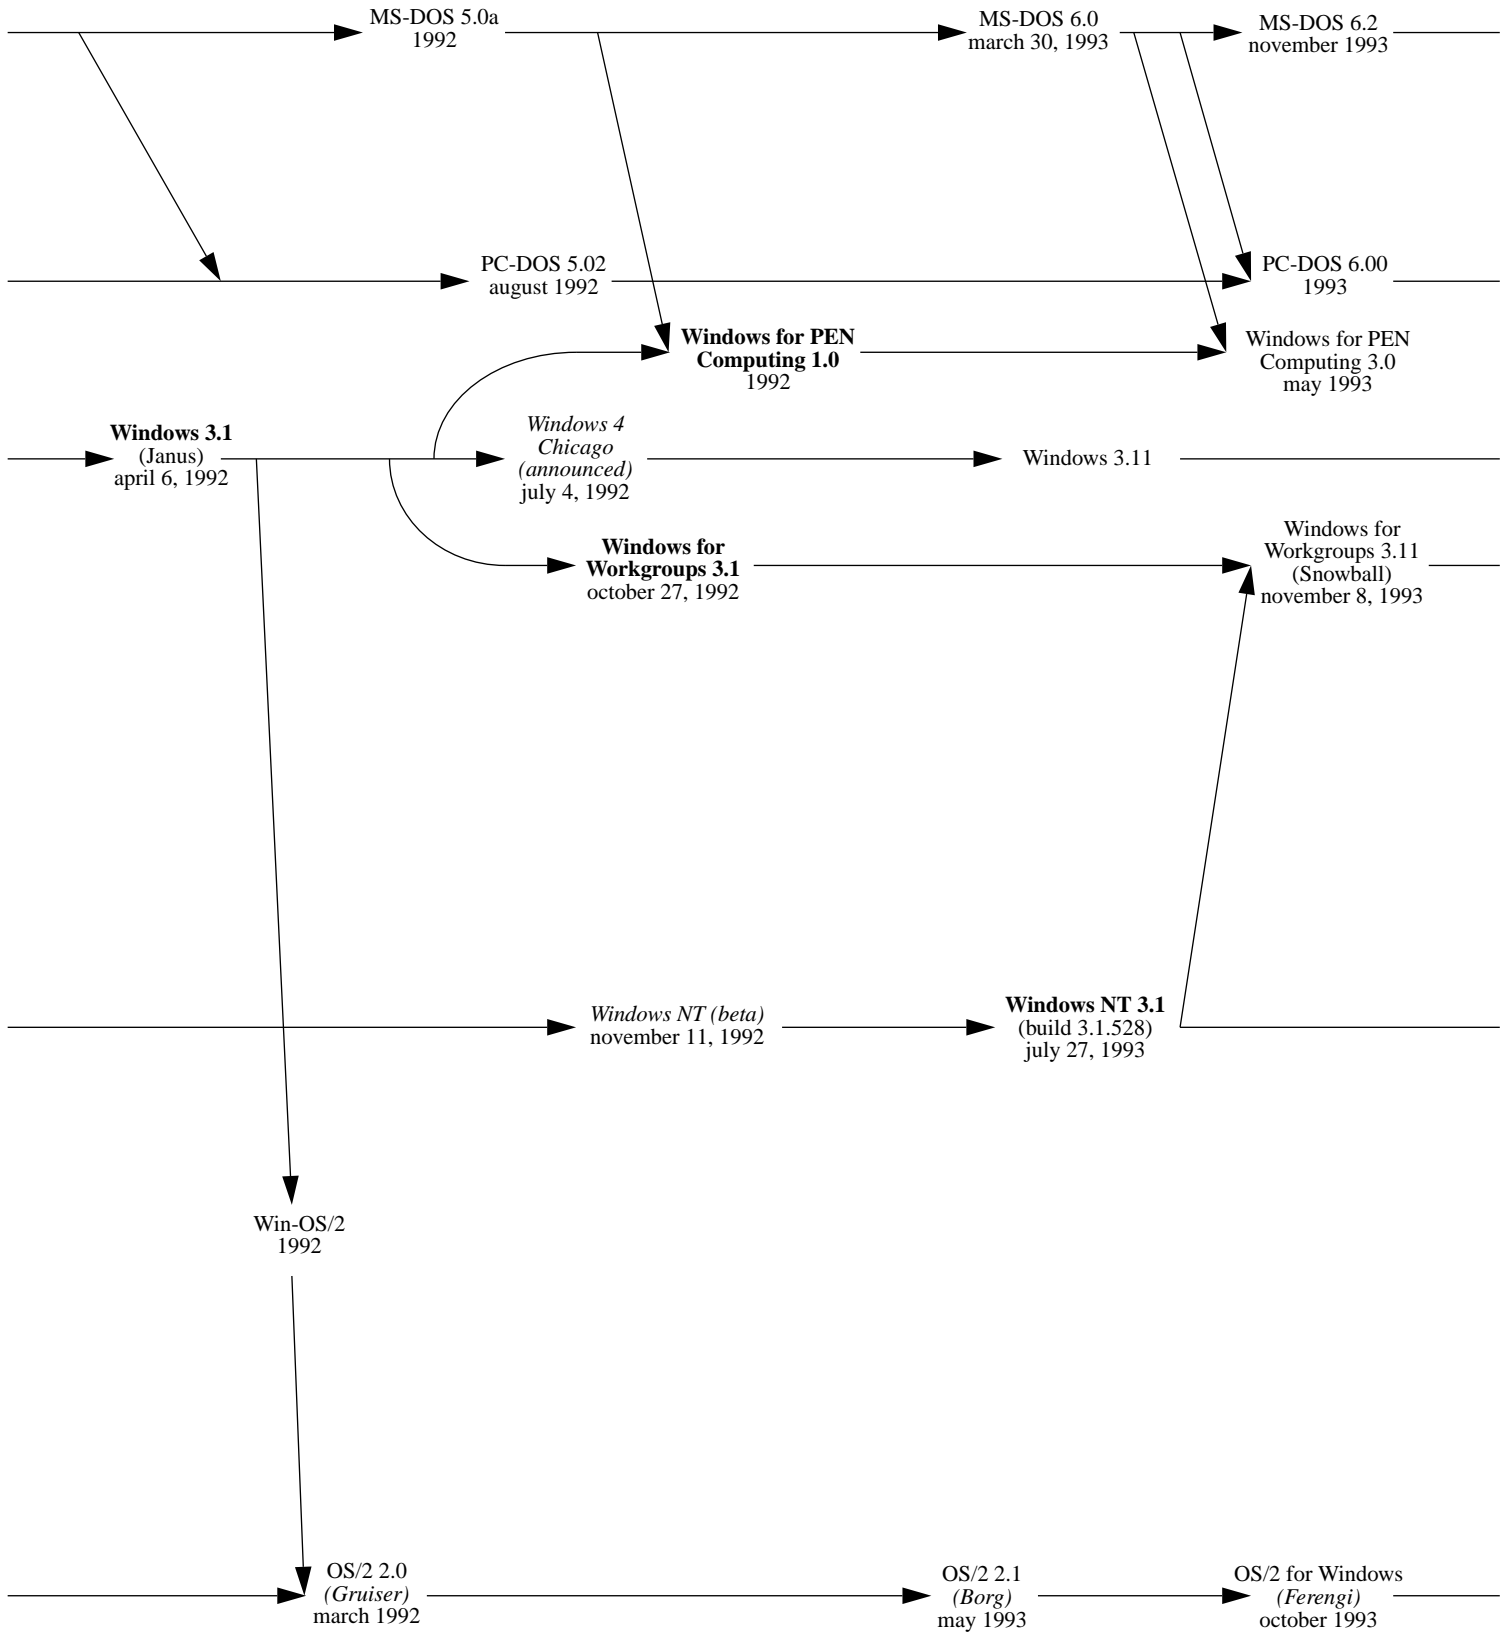 MS-DOS 5.0a
1992
MS-DOS 6.0
march 30, 1993
MS-DOS 6.2
november 1993
PC-DOS 5.02
august 1992
PC-DOS 6.00
1993
Windows for PEN
Computing 1.0
1992
Windows for PEN
Computing 3.0
may 1993
Windows 3.1
(Janus)
april 6, 1992
Windows 4
Chicago
(announced)
july 4, 1992
Windows 3.11
Windows for
Workgroups 3.1
october 27, 1992
Windows for
Workgroups 3.11
(Snowball)
november 8, 1993
Windows NT (beta)
november 11, 1992
Windows NT 3.1
(build 3.1.528)
july 27, 1993
Win-OS/2
1992
OS/2 2.0
(Gruiser)
march 1992
OS/2 2.1
(Borg)
may 1993
OS/2 for Windows
(Ferengi)
october 1993